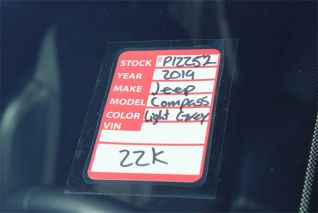 STOCK # P12252
YEAR 2019
MAKE Jeep
MODEL Compass
COLOR Light Grey
VIN
22K